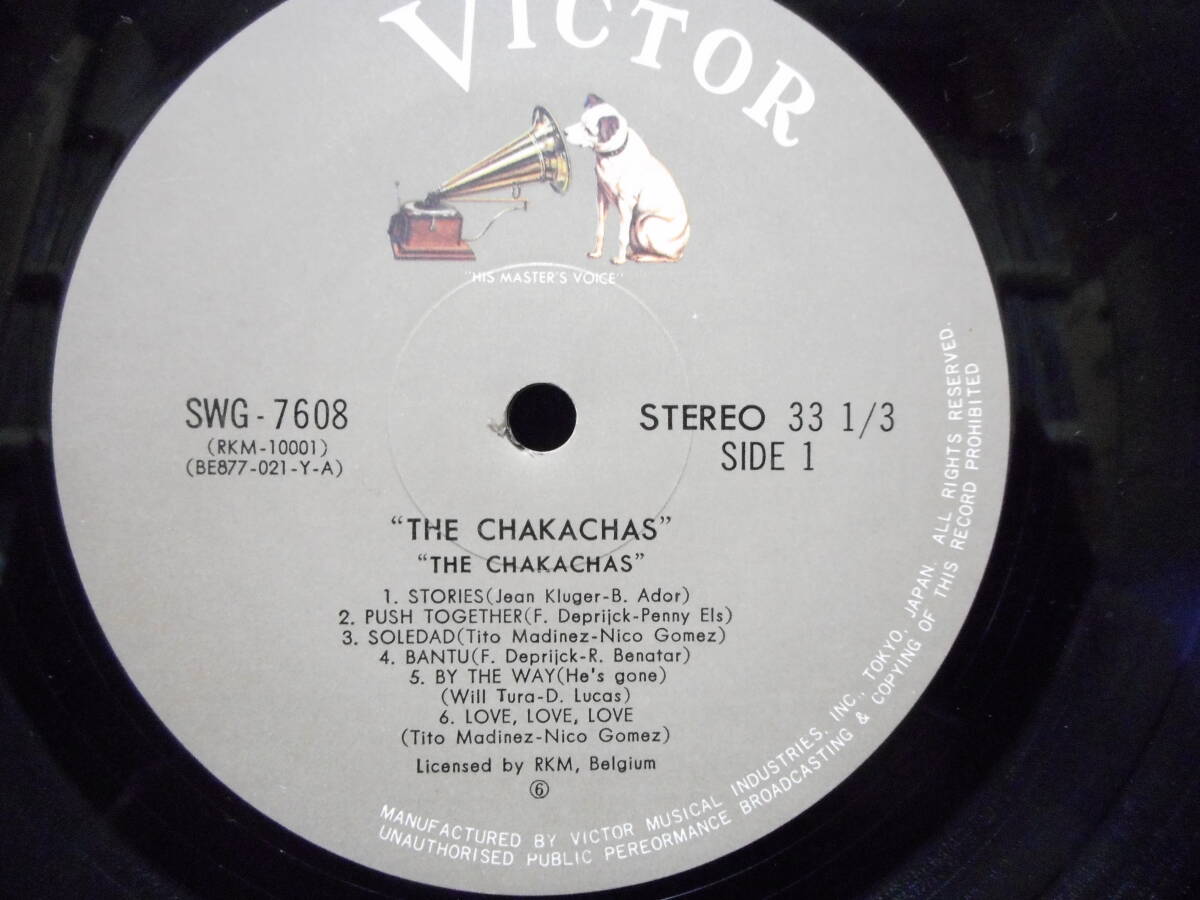 VICTOR
"HIS MASTER'S VOICE"
SWG-7608
(RKM-10001)
(BE877-021-Y-A)
STEREO 33 1/3
SIDE 1
"THE CHAKACHAS"
"THE CHAKACHAS"
1. STORIES(Jean Kluger-B. Ador)
2. PUSH TOGETHER(F. Deprijck-Penny Els)
3. SOLEDAD(Tito Madinez-Nico Gomez)
4. BANTU(F. Deprijck-R. Benatar)
5. BY THE WAY(He's gone)
(Will Tura-D. Lucas)
6. LOVE, LOVE, LOVE
(Tito Madinez-Nico Gomez)
Licensed by RKM, Belgium
⑥
MANUFACTURED BY VICTOR MUSICAL INDUSTRIES, INC., TOKYO, JAPAN. ALL RIGHTS RESERVED.
UNAUTHORISED PUBLIC PEREORMANCE BROADCASTING & COPYING OF THIS RECORD PROHIBITED